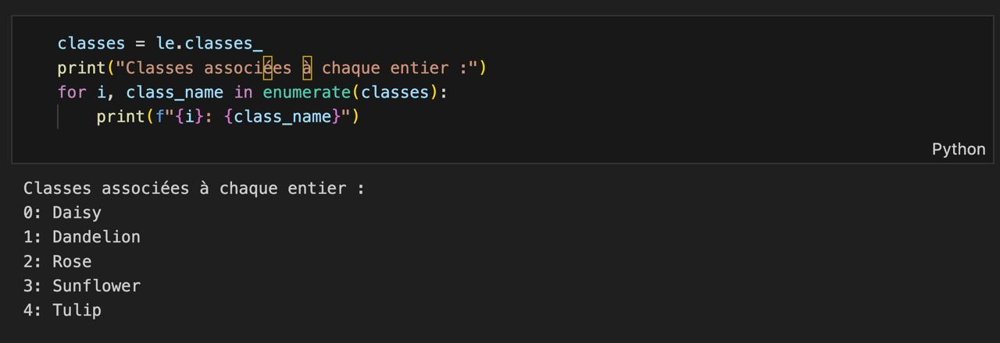 classes = le.classes_
print("Classes associées à chaque entier :")
for i, class_name in enumerate(classes):
    print(f"{i}: {class_name}")
Python
Classes associées à chaque entier :
0: Daisy
1: Dandelion
2: Rose
3: Sunflower
4: Tulip